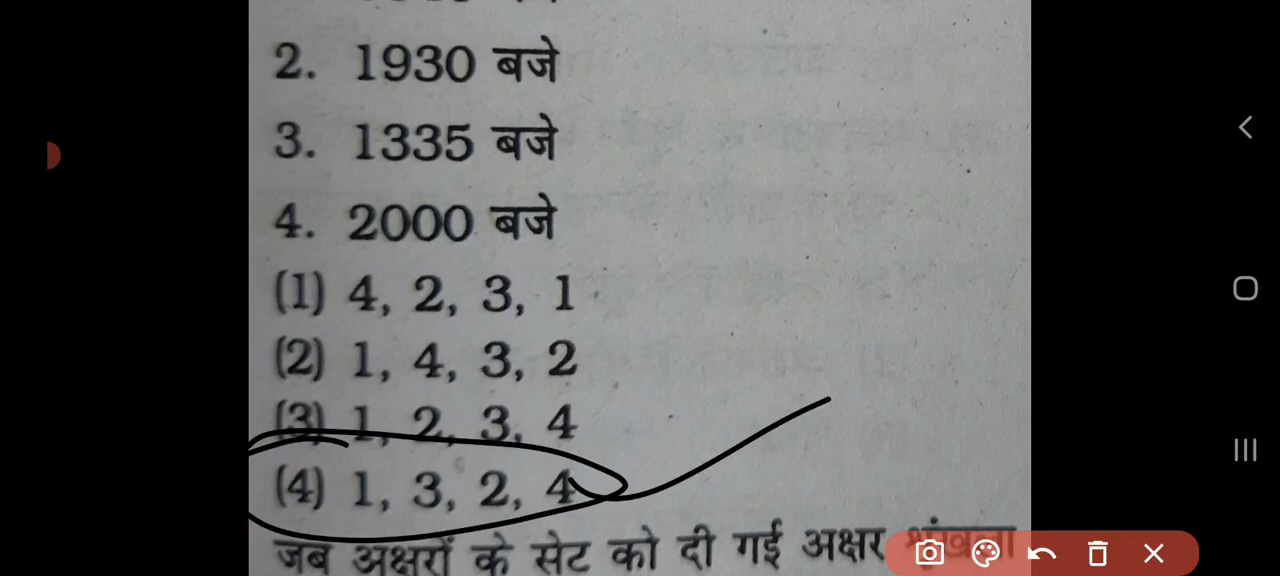 2. 1930 बजे
3. 1335 बजे
4. 2000 बजे
(1) 4, 2, 3, 1
(2) 1, 4, 3, 2
(3) 1, 2, 3, 4
(4) 1, 3, 2, 4
जब अक्षरों के सेट को दी गई अक्षर